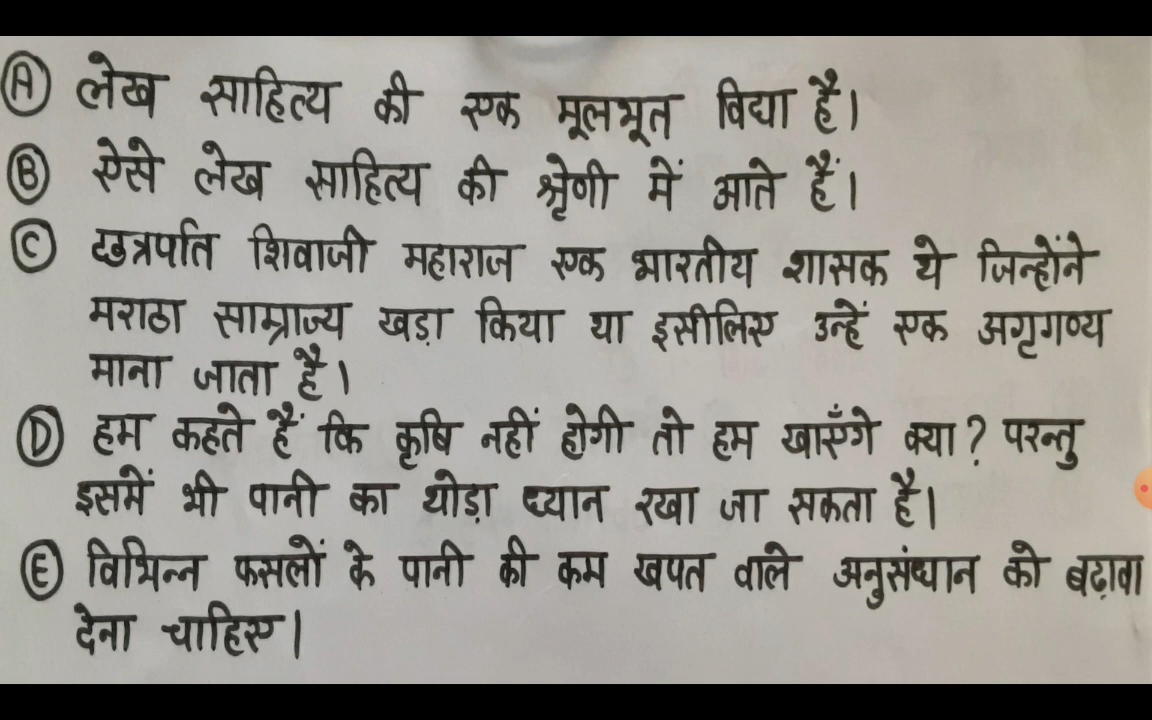 A लेख साहित्य की एक मूलभूत विद्या है।
B ऐसे लेख साहित्य की श्रृेणी में आते हैं।
C छत्रपति शिवाजी महाराज एक भारतीय शासक थे जिन्होंने
मराठा साम्राज्य खड़ा किया था इसीलिए उन्हें एक अगृगण्य
माना जाता है।
D हम कहते हैं कि कृषि नहीं होगी तो हम खाएँगे क्या? परन्तु
इसमें भी पानी का थोड़ा ध्यान रखा जा सकता है।
E विभिन्न फसलों के पानी की कम खपत वाले अनुसंधान को बढ़ावा
देना चाहिए।